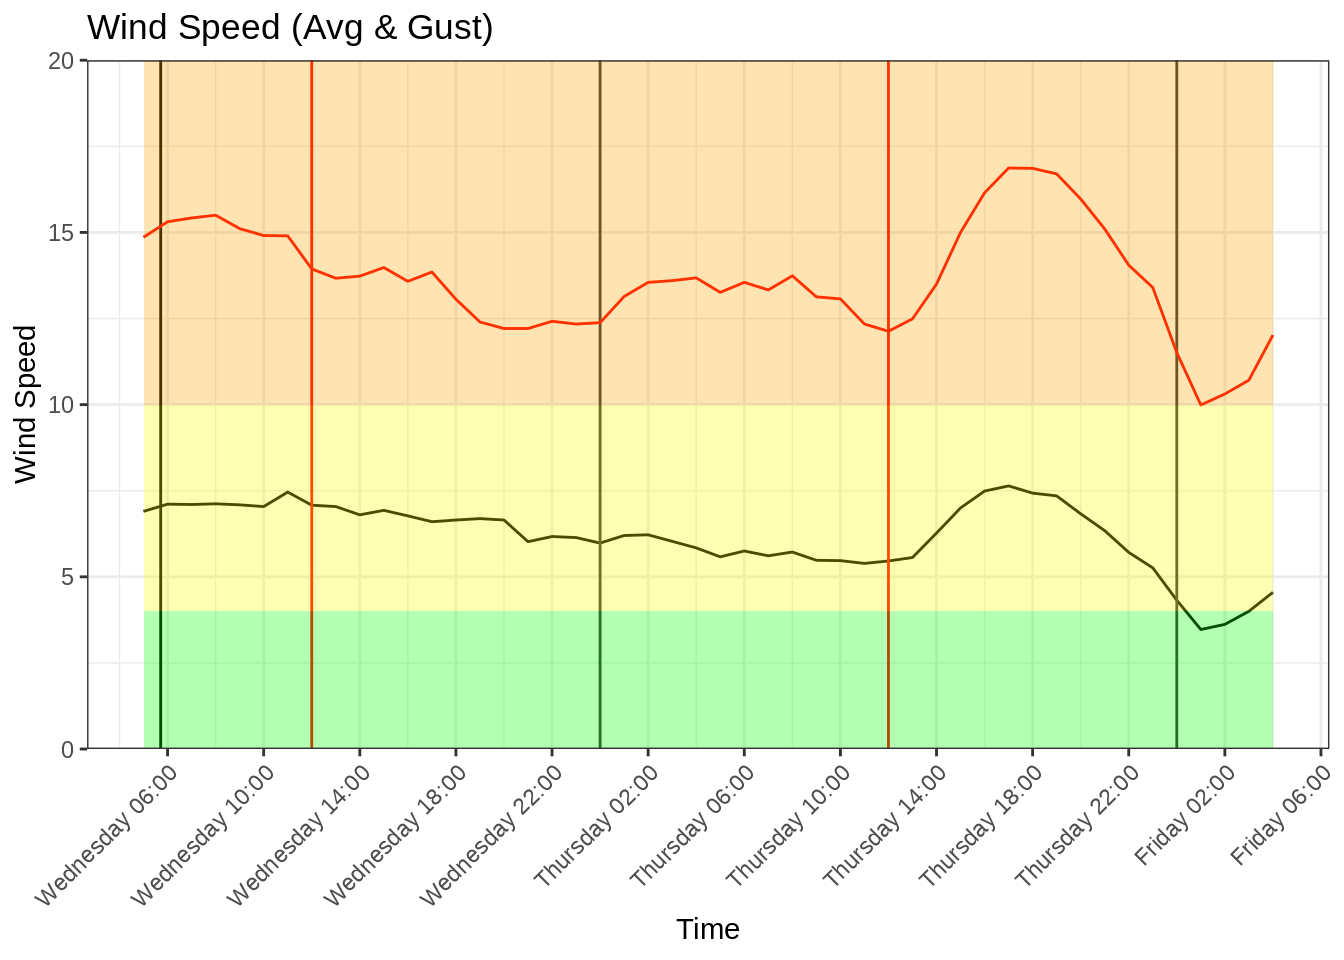 Wind Speed (Avg & Gust)
20
15
10
5
0
Wind Speed
Wednesday 06:00
Wednesday 10:00
Wednesday 14:00
Wednesday 18:00
Wednesday 22:00
Thursday 02:00
Thursday 06:00
Thursday 10:00
Thursday 14:00
Thursday 18:00
Thursday 22:00
Friday 02:00
Friday 06:00
Time